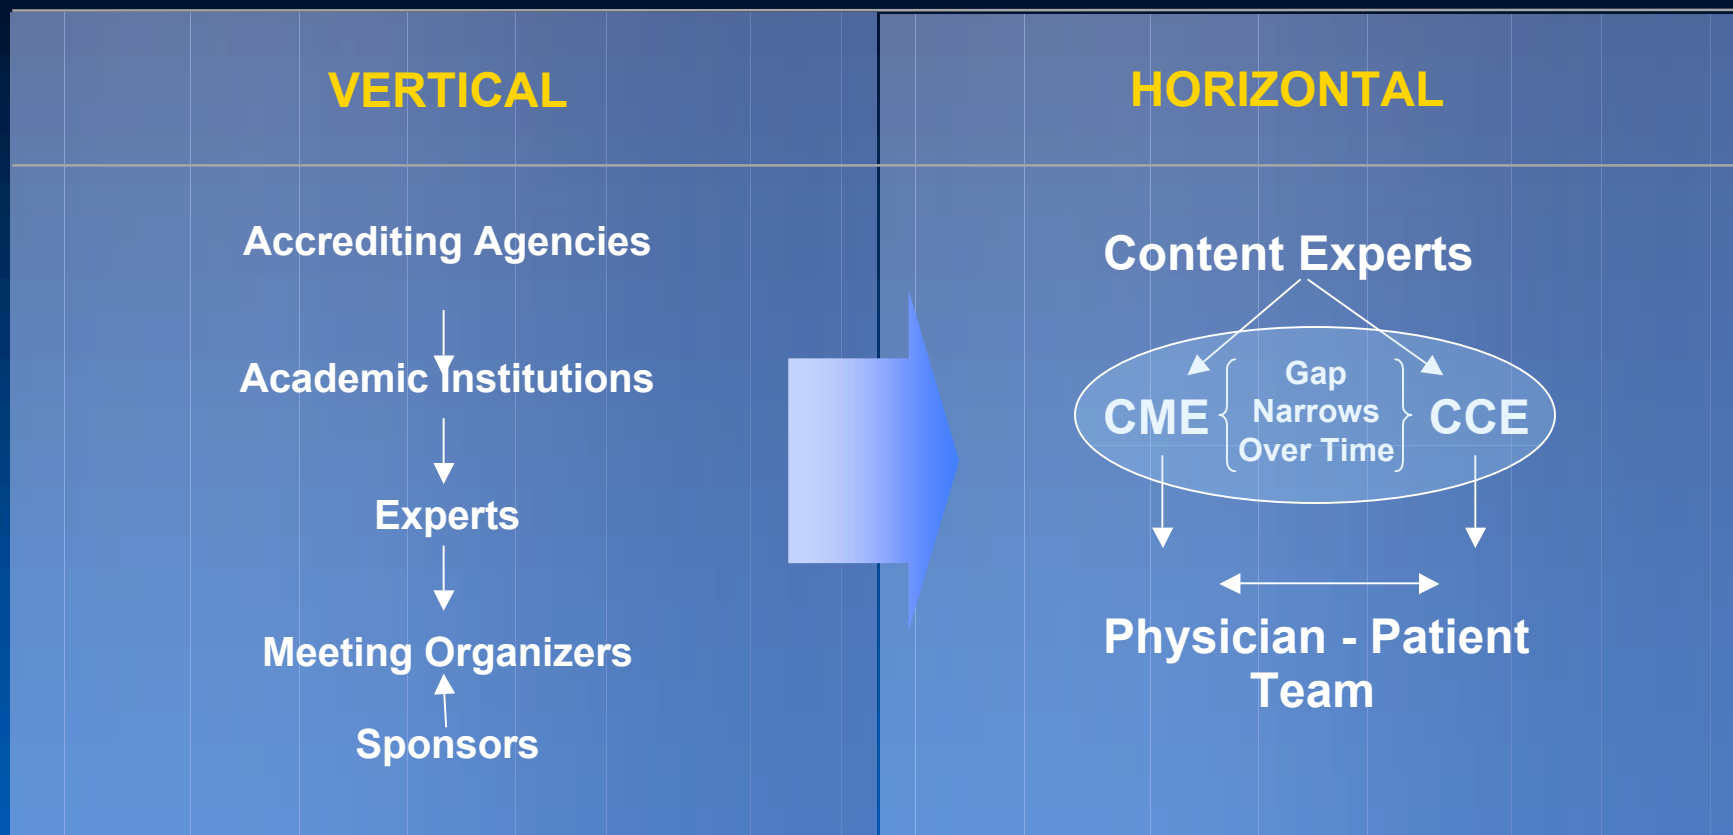 VERTICAL
Accrediting Agencies
Academic Institutions
Experts
Meeting Organizers
Sponsors
HORIZONTAL
Content Experts
CME
Gap
Narrows
Over Time
CCE
Physician - Patient
Team